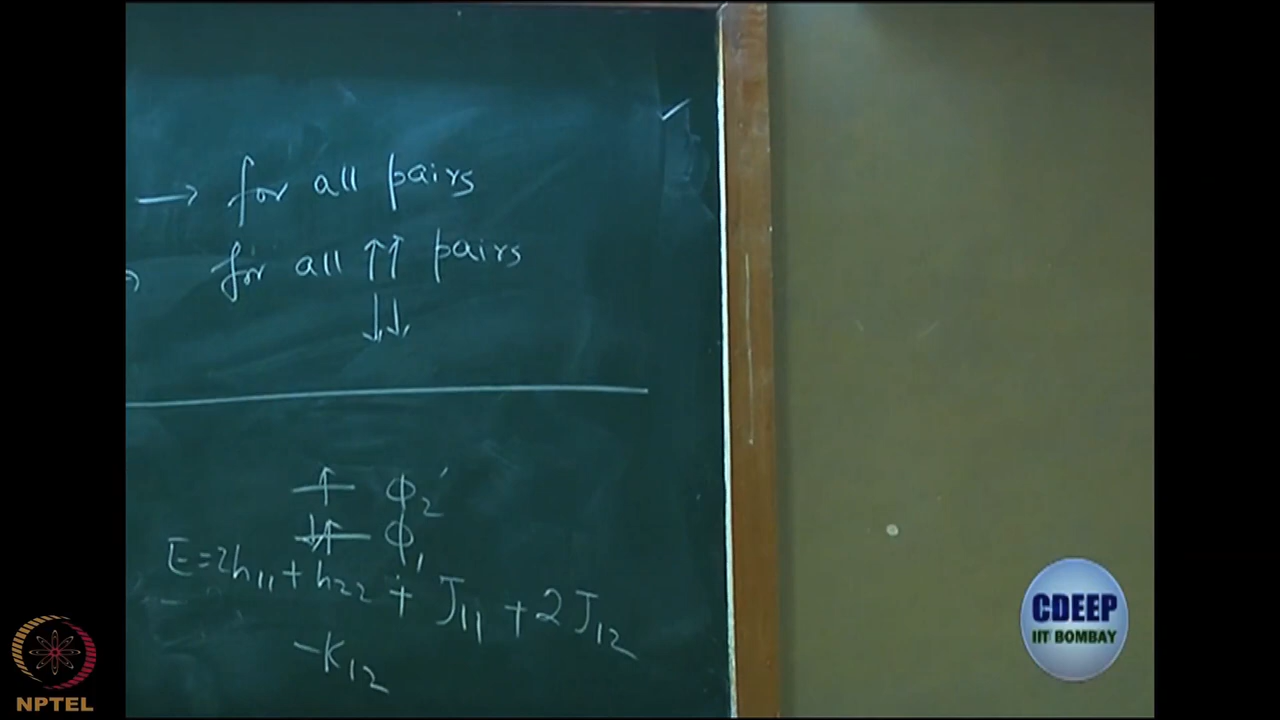 → for all pairs
for all ↑↑ pairs
↓↓
ϕ₂
ϕ₁
E=2h₁₁+h₂₂+J₁₁+2J₁₂
-K₁₂
CDEEP
IIT BOMBAY
NPTEL